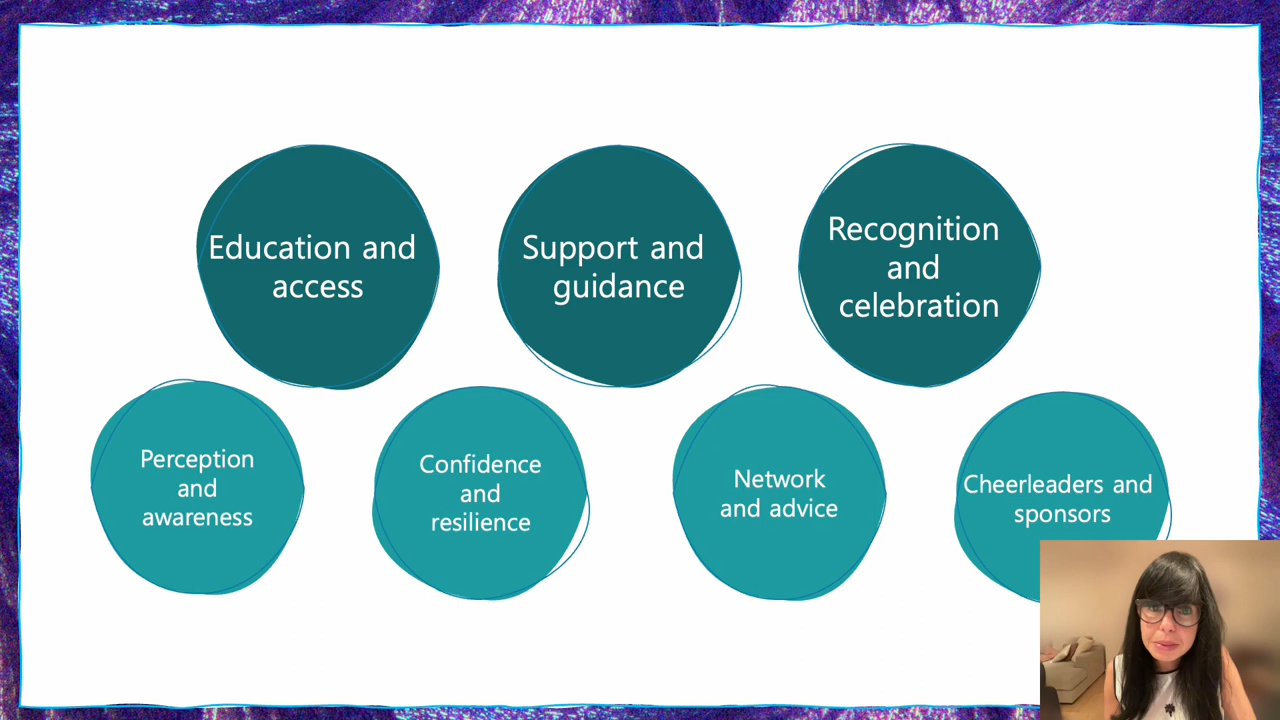 Education and
access
Support and
guidance
Recognition
and
celebration
Perception
and
awareness
Confidence
and
resilience
Network
and advice
Cheerleaders and
sponsors